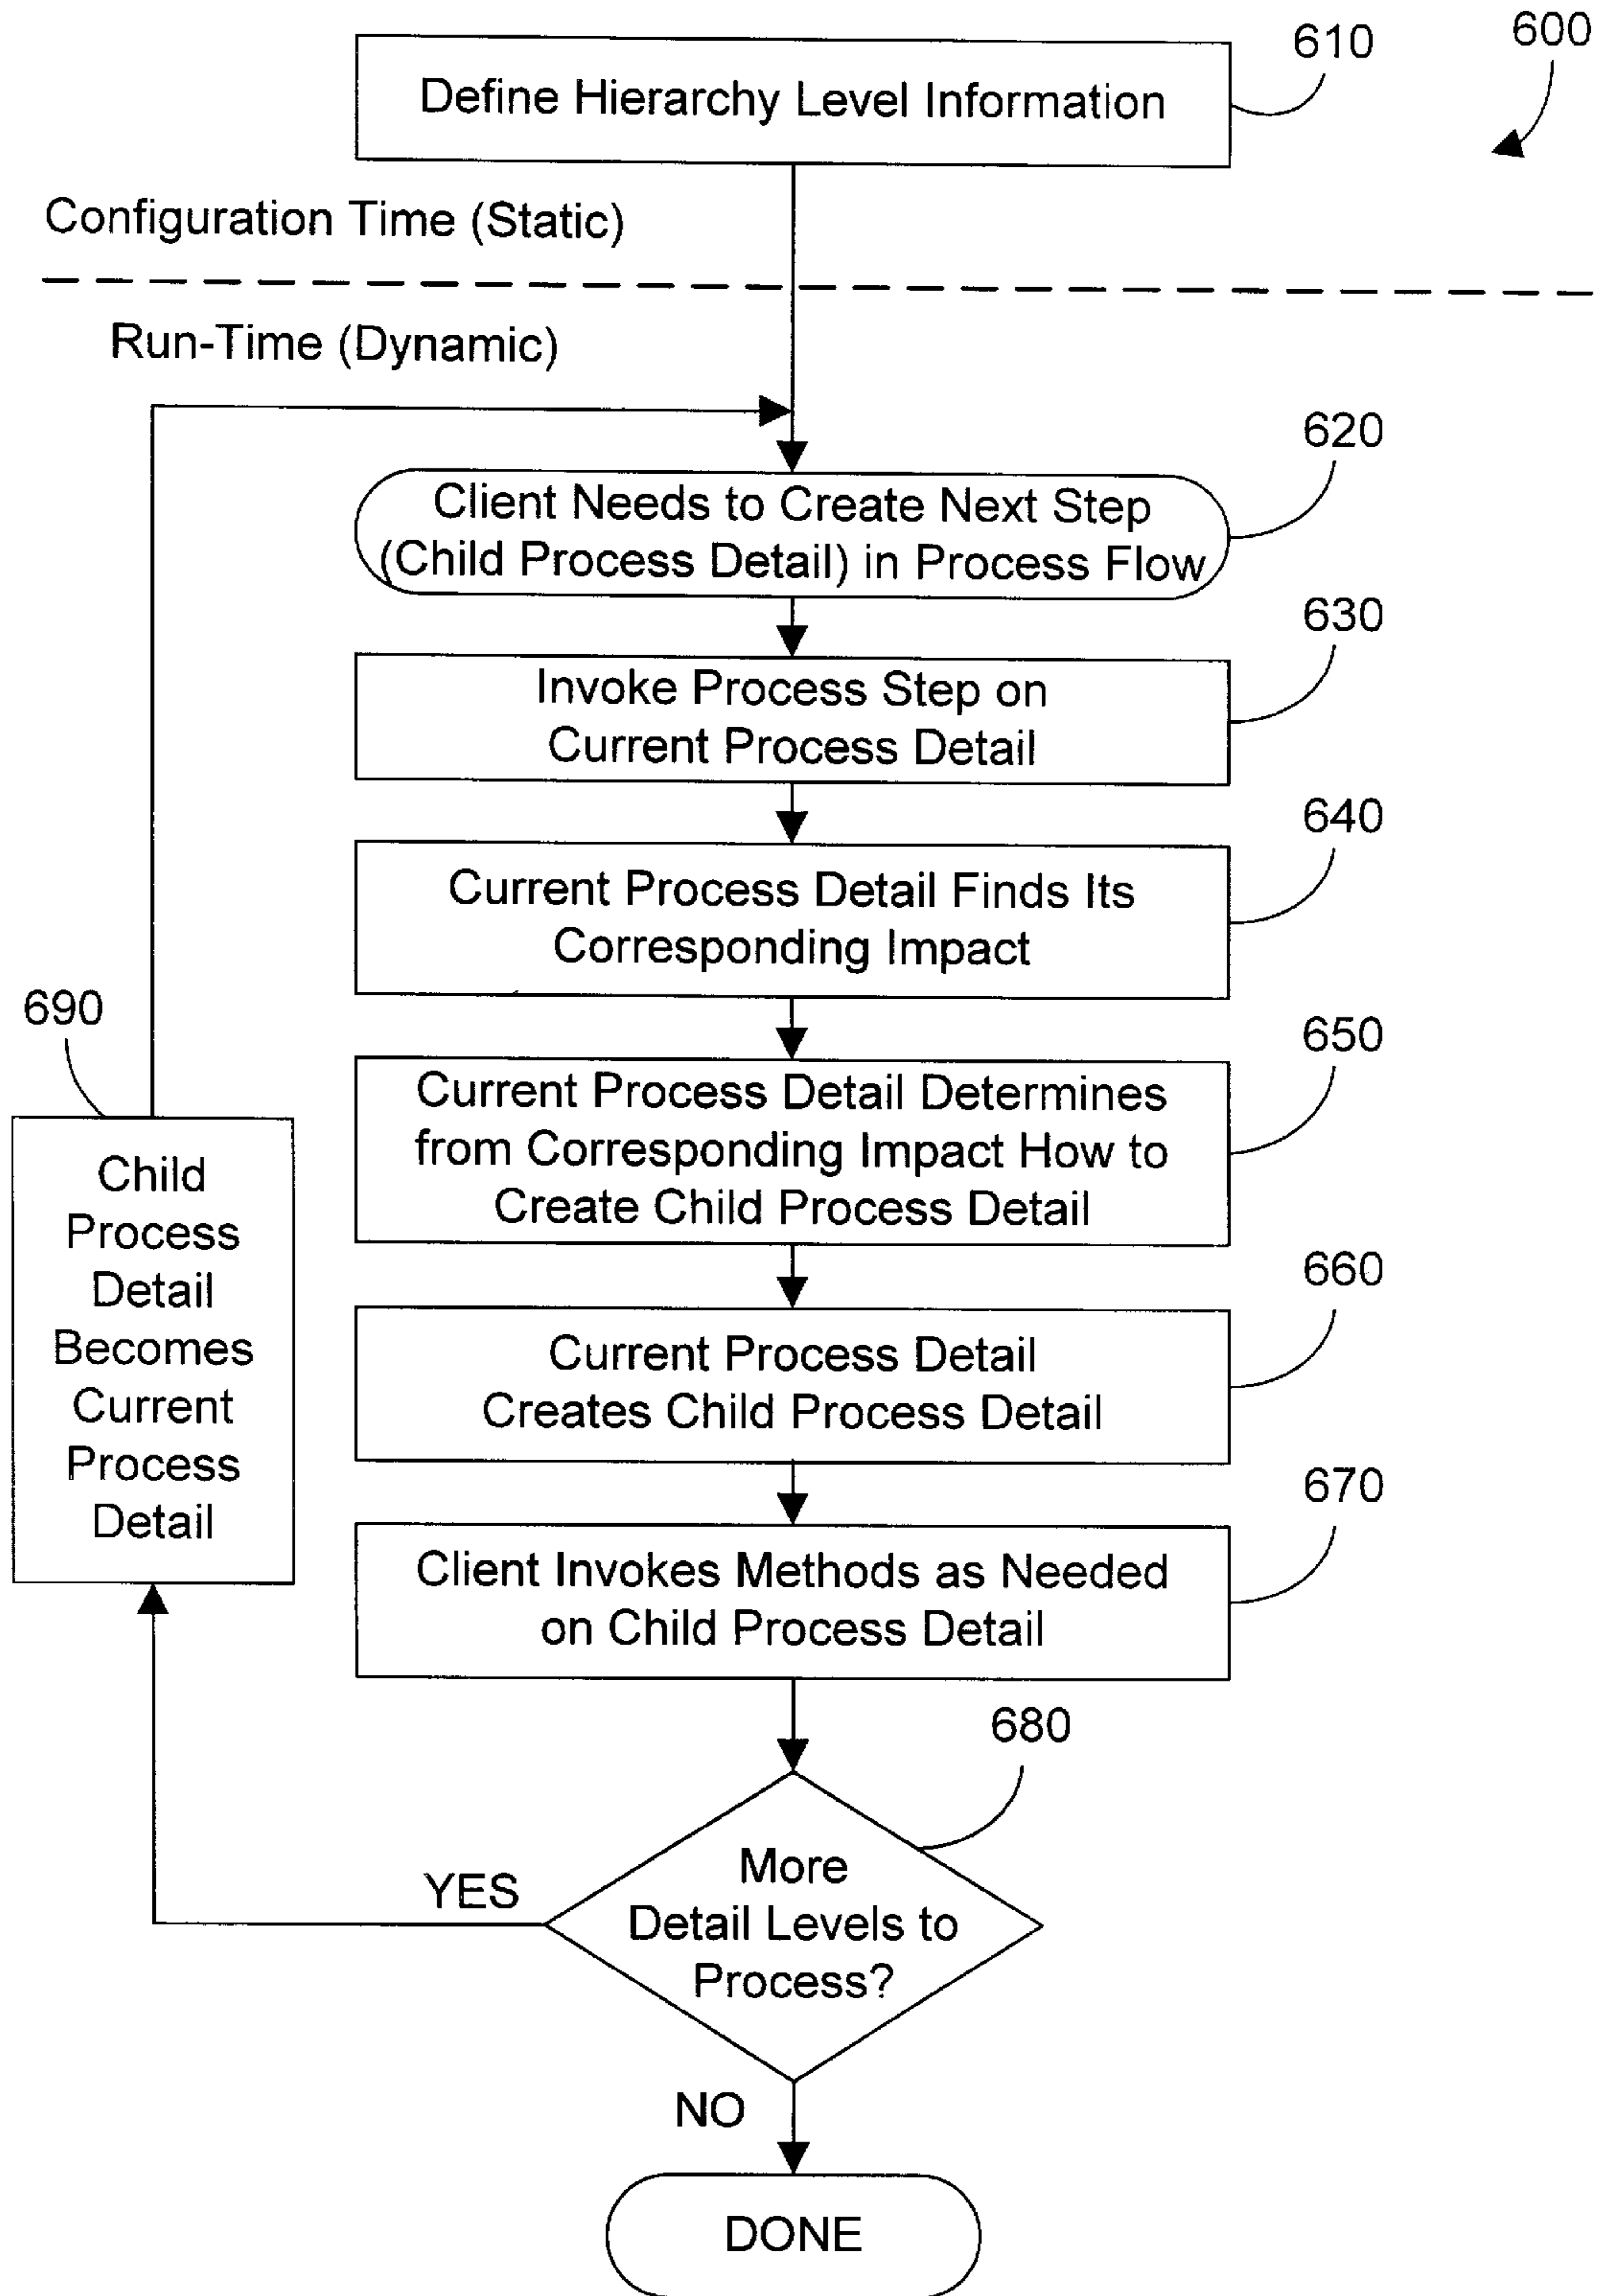 600
610
Define Hierarchy Level Information
Configuration Time (Static)
Run-Time (Dynamic)
620
Client Needs to Create Next Step
(Child Process Detail) in Process Flow
630
Invoke Process Step on
Current Process Detail
640
Current Process Detail Finds Its
Corresponding Impact
650
Current Process Detail Determines
from Corresponding Impact How to
Create Child Process Detail
660
Current Process Detail
Creates Child Process Detail
670
Client Invokes Methods as Needed
on Child Process Detail
680
More
Detail Levels to
Process?
YES
690
Child
Process
Detail
Becomes
Current
Process
Detail
NO
DONE